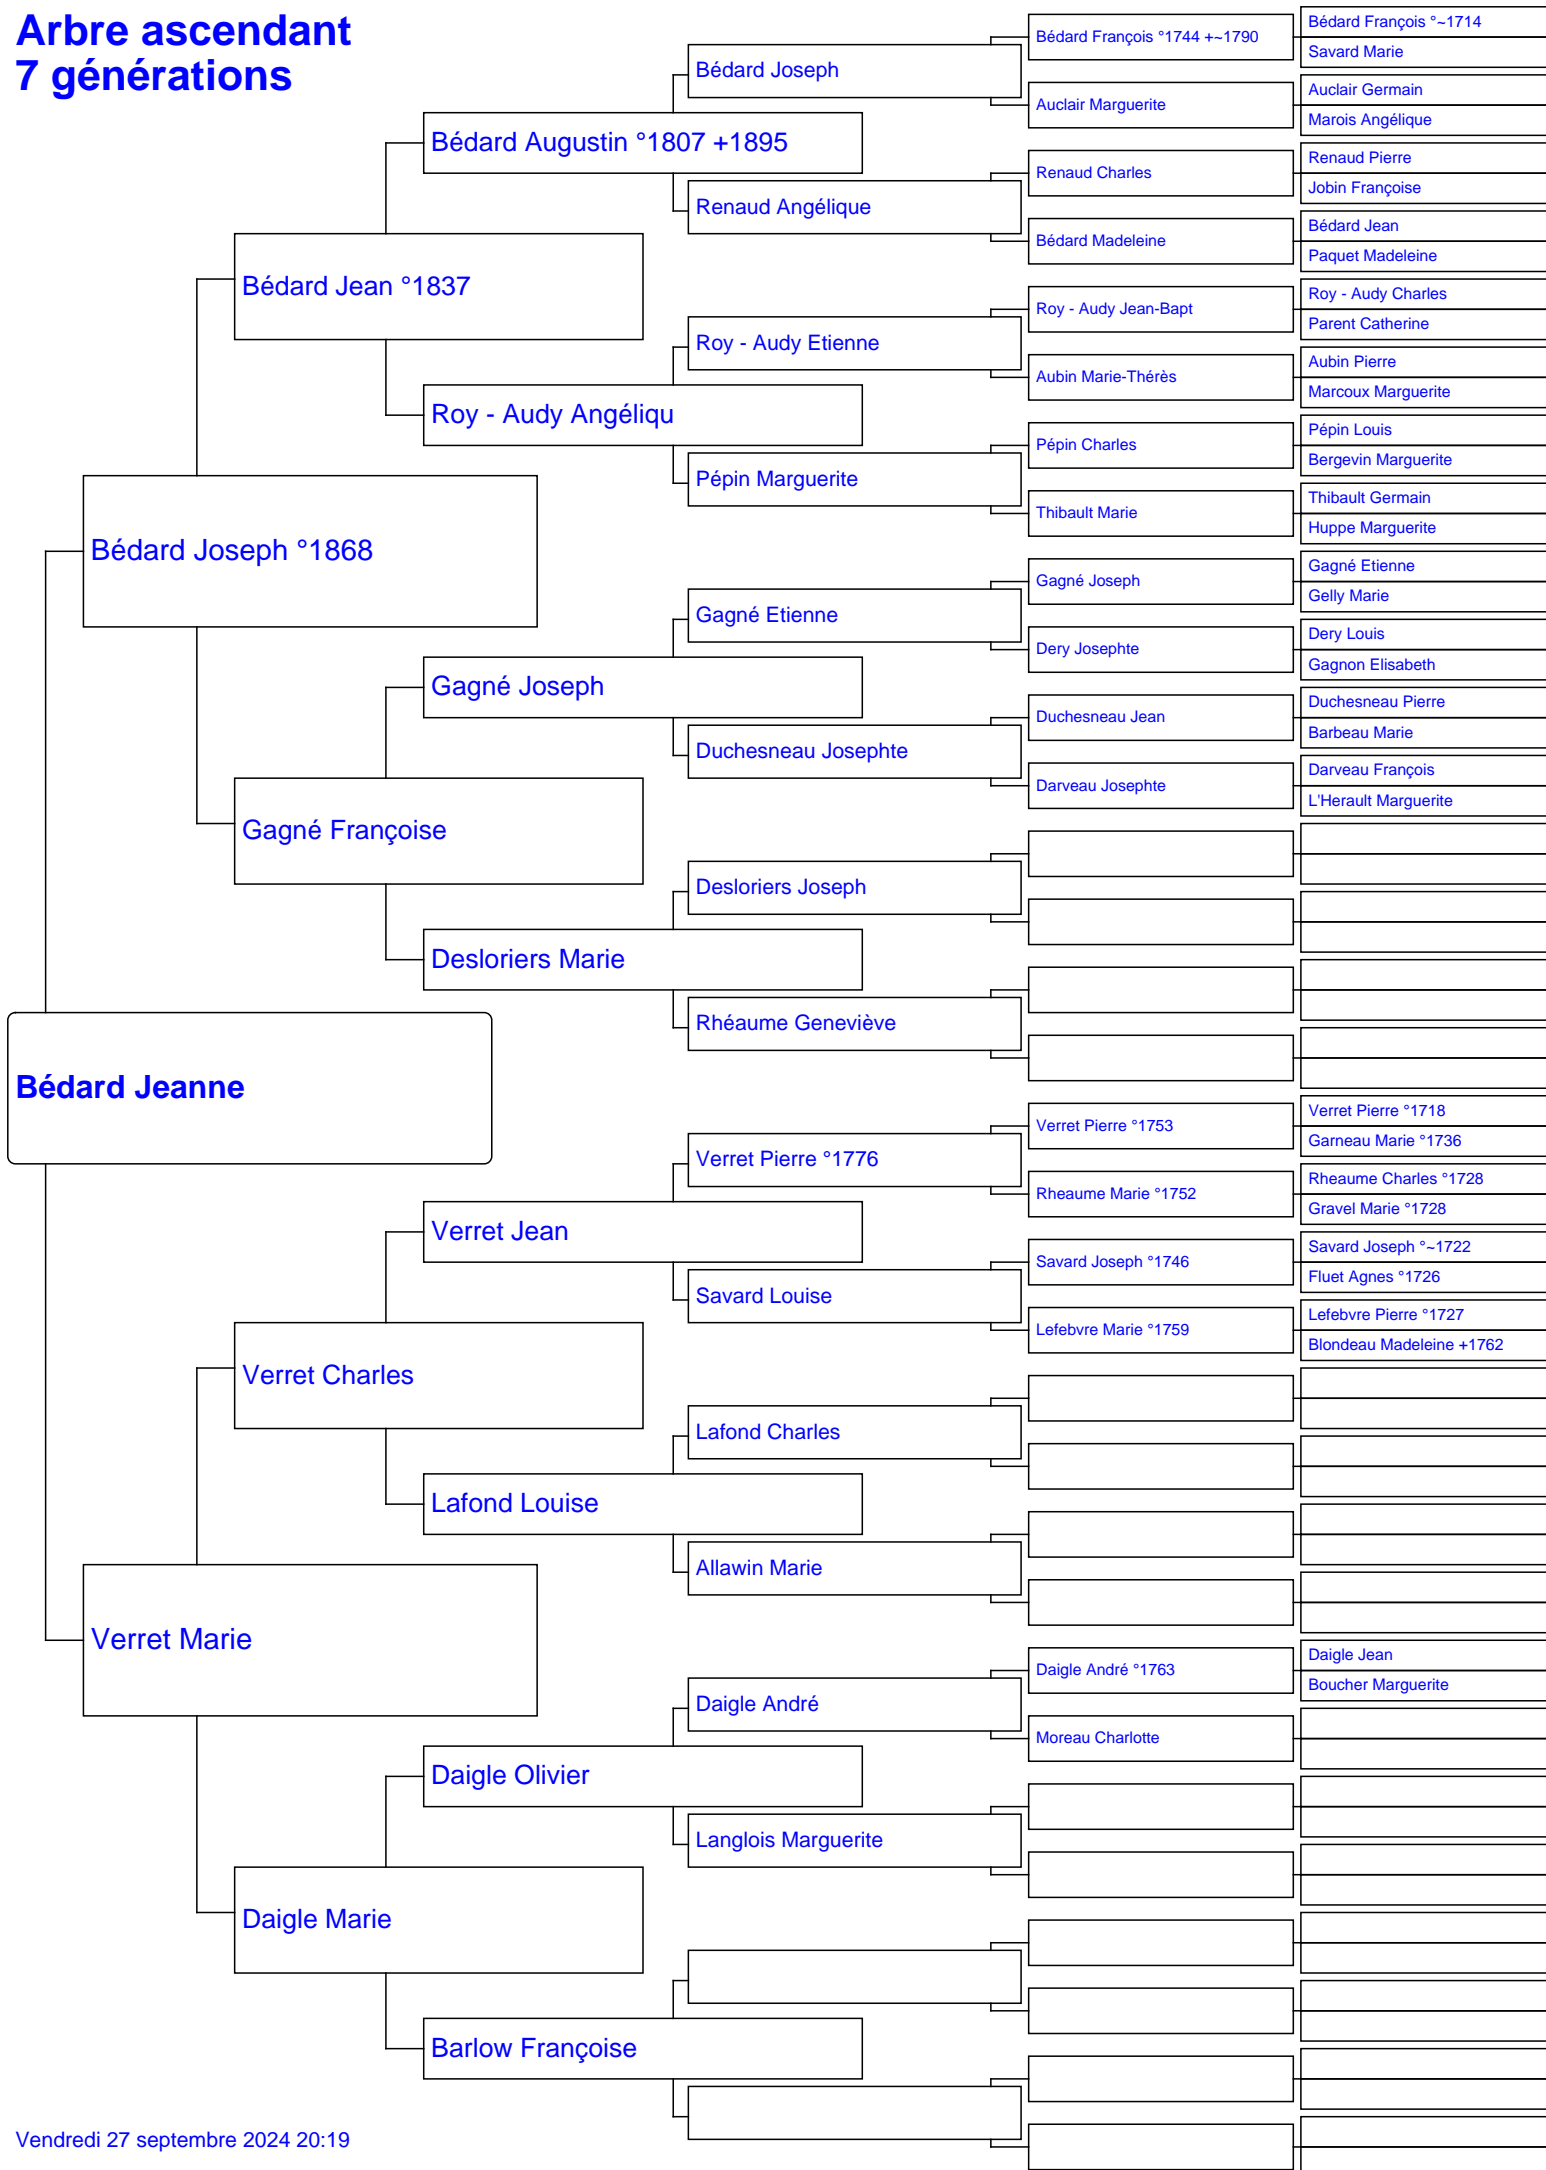 Arbre ascendant
7 générations
Bédard Jeanne
Bédard Joseph °1868
Verret Marie
Bédard Jean °1837
Gagné Françoise
Verret Charles
Daigle Marie
Bédard Augustin °1807 +1895
Roy - Audy Angéliqu
Gagné Joseph
Desloriers Marie
Verret Jean
Lafond Louise
Daigle Olivier
Barlow Françoise
Bédard Joseph
Renaud Angélique
Roy - Audy Etienne
Pépin Marguerite
Gagné Etienne
Duchesneau Josephte
Desloriers Joseph
Rhéaume Geneviève
Verret Pierre °1776
Savard Louise
Lafond Charles
Allawin Marie
Daigle André
Langlois Marguerite
Bédard François °1744 +~1790
Auclair Marguerite
Renaud Charles
Bédard Madeleine
Roy - Audy Jean-Bapt
Aubin Marie-Thérès
Pépin Charles
Thibault Marie
Gagné Joseph
Dery Josephte
Duchesneau Jean
Darveau Josephte
Verret Pierre °1753
Rheaume Marie °1752
Savard Joseph °1746
Lefebvre Marie °1759
Daigle André °1763
Moreau Charlotte
Bédard François °~1714
Savard Marie
Auclair Germain
Marois Angélique
Renaud Pierre
Jobin Françoise
Bédard Jean
Paquet Madeleine
Roy - Audy Charles
Parent Catherine
Aubin Pierre
Marcoux Marguerite
Pépin Louis
Bergevin Marguerite
Thibault Germain
Huppe Marguerite
Gagné Etienne
Gelly Marie
Dery Louis
Gagnon Elisabeth
Duchesneau Pierre
Barbeau Marie
Darveau François
L'Herault Marguerite
Verret Pierre °1718
Garneau Marie °1736
Rheaume Charles °1728
Gravel Marie °1728
Savard Joseph °~1722
Fluet Agnes °1726
Lefebvre Pierre °1727
Blondeau Madeleine +1762
Daigle Jean
Boucher Marguerite
Vendredi 27 septembre 2024 20:19